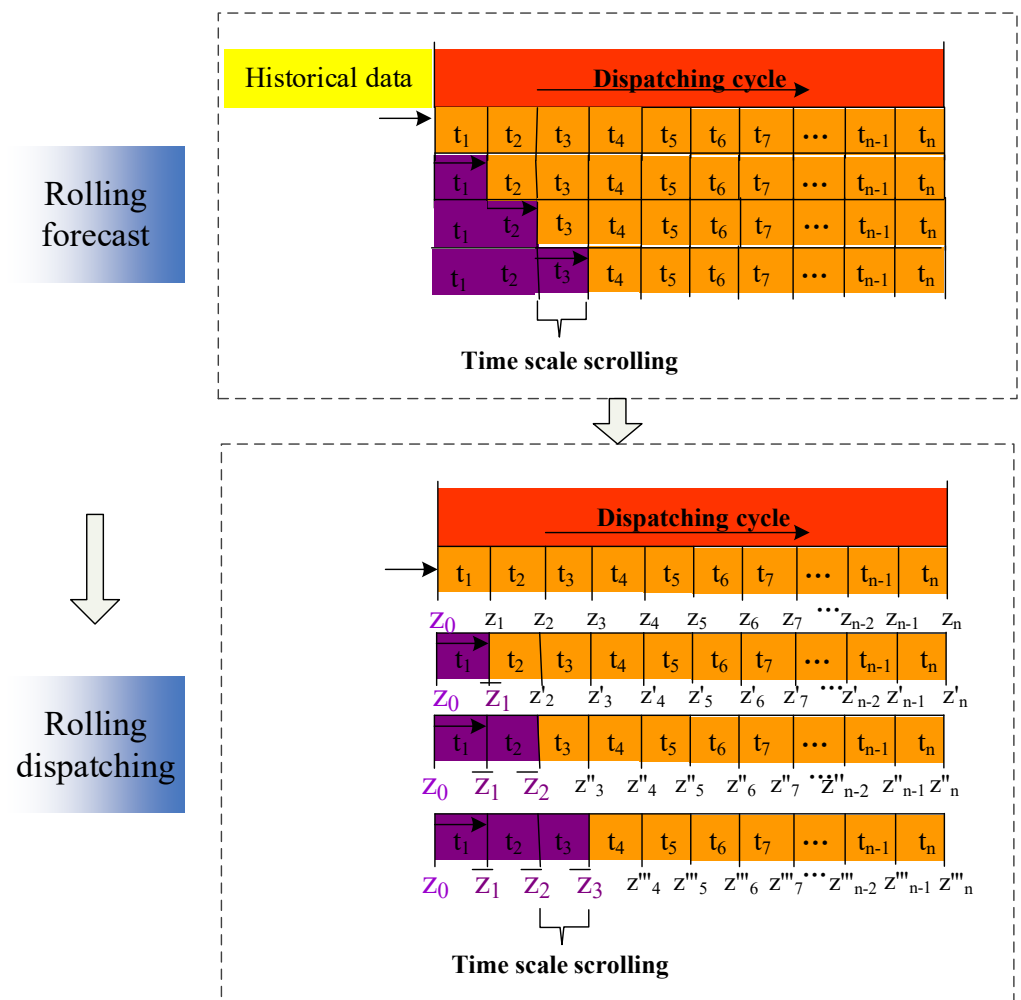 Historical data
Dispatching cycle
t₁ t₂ t₃ t₄ t₅ t₆ t₇ ... tₙ₋₁ tₙ
t₁ t₂ t₃ t₄ t₅ t₆ t₇ ... tₙ₋₁ tₙ
t₁ t₂ t₃ t₄ t₅ t₆ t₇ ... tₙ₋₁ tₙ
t₁ t₂ t₃ t₄ t₅ t₆ t₇ ... tₙ₋₁ tₙ
Rolling
forecast
Time scale scrolling
Dispatching cycle
t₁ t₂ t₃ t₄ t₅ t₆ t₇ ... tₙ₋₁ tₙ
z₀ z₁ z₂ z₃ z₄ z₅ z₆ z₇ ... zₙ₋₂ zₙ₋₁ zₙ
t₁ t₂ t₃ t₄ t₅ t₆ t₇ ... tₙ₋₁ tₙ
z₀ z̅₁ z'₂ z'₃ z'₄ z'₅ z'₆ z'₇ ... z'ₙ₋₂ z'ₙ₋₁ z'ₙ
t₁ t₂ t₃ t₄ t₅ t₆ t₇ ... tₙ₋₁ tₙ
z₀ z̅₁ z̅₂ z''₃ z''₄ z''₅ z''₆ z''₇ ... z''ₙ₋₂ z''ₙ₋₁ z''ₙ
t₁ t₂ t₃ t₄ t₅ t₆ t₇ ... tₙ₋₁ tₙ
z₀ z̅₁ z̅₂ z̅₃ z'''₄ z'''₅ z'''₆ z'''₇ ... z'''ₙ₋₂ z'''ₙ₋₁ z'''ₙ
Rolling
dispatching
Time scale scrolling